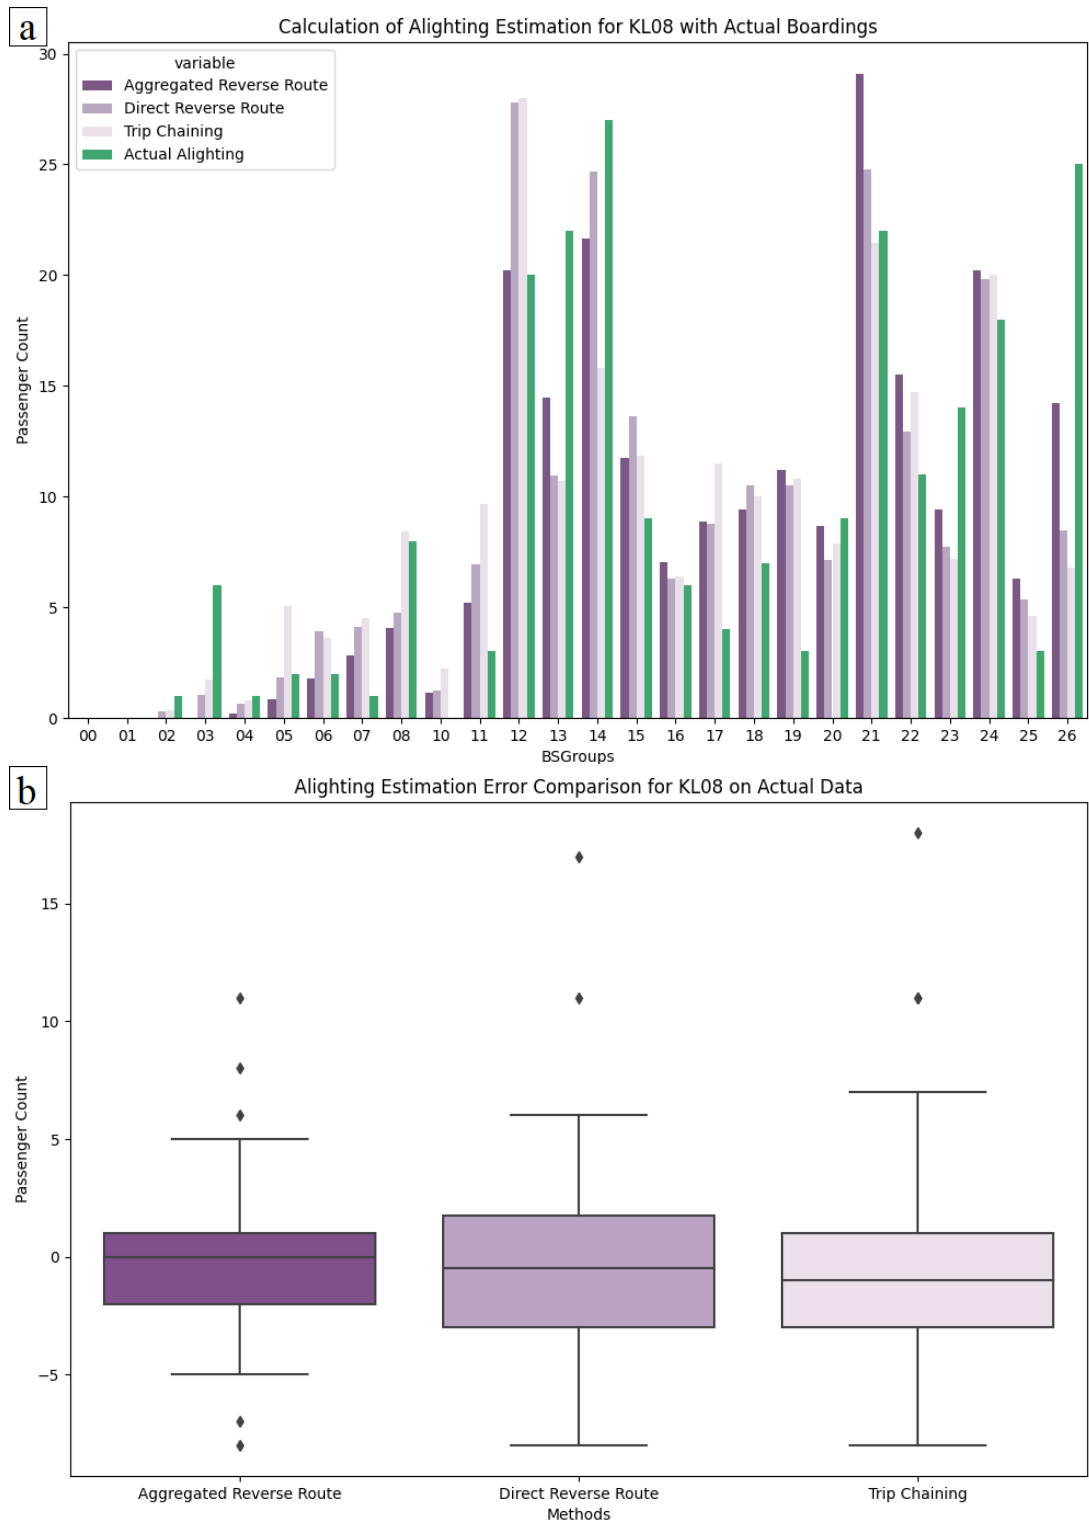 a
Calculation of Alighting Estimation for KL08 with Actual Boardings
variable
Aggregated Reverse Route
Direct Reverse Route
Trip Chaining
Actual Alighting
30
25
20
15
10
5
0
Passenger Count
00 01 02 03 04 05 06 07 08 10 11 12 13 14 15 16 17 18 19 20 21 22 23 24 25 26
BSGroups
b
Alighting Estimation Error Comparison for KL08 on Actual Data
15
10
5
0
−5
Passenger Count
Aggregated Reverse Route Direct Reverse Route Trip Chaining
Methods